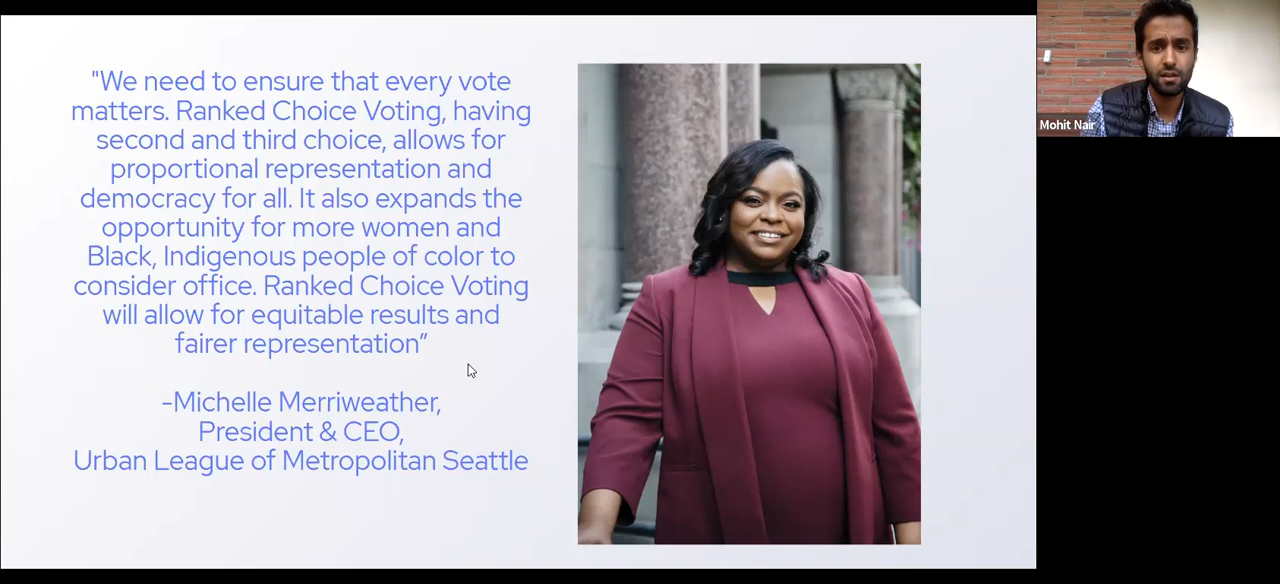 "We need to ensure that every vote
matters. Ranked Choice Voting, having
second and third choice, allows for
proportional representation and
democracy for all. It also expands the
opportunity for more women and
Black, Indigenous people of color to
consider office. Ranked Choice Voting
will allow for equitable results and
fairer representation”
-Michelle Merriweather,
President & CEO,
Urban League of Metropolitan Seattle
Mohit Nair